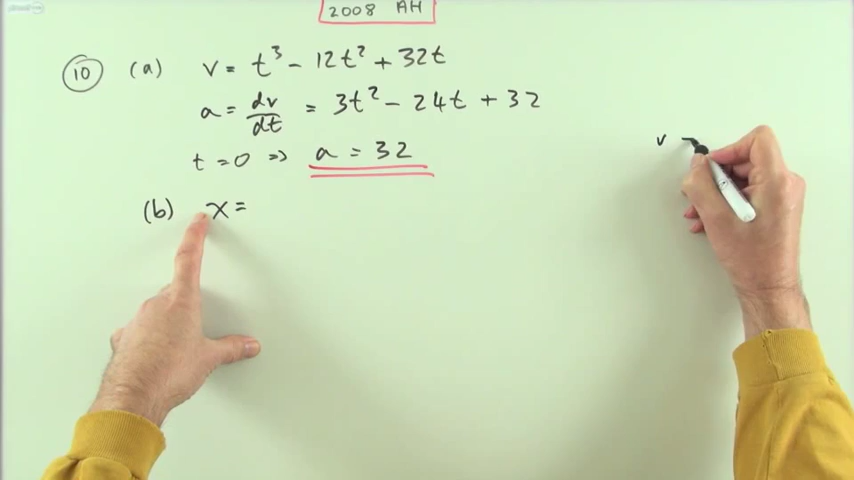 2008 AH
10 (a) v = t³ - 12t² + 32t
a = dv/dt = 3t² - 24t + 32
t = 0 => a = 32
v
(b) x =